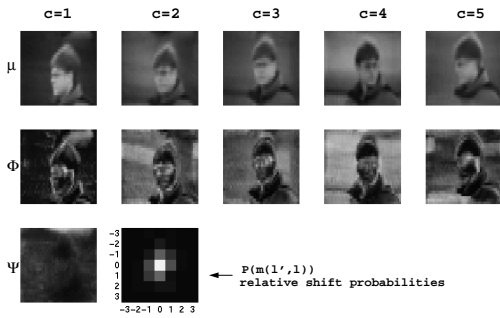 c=1 c=2 c=3 c=4 c=5
μ
Φ
Ψ
-3
-2
-1
0
1
2
3
-3-2-1 0 1 2 3
P(m(l',l))
relative shift probabilities